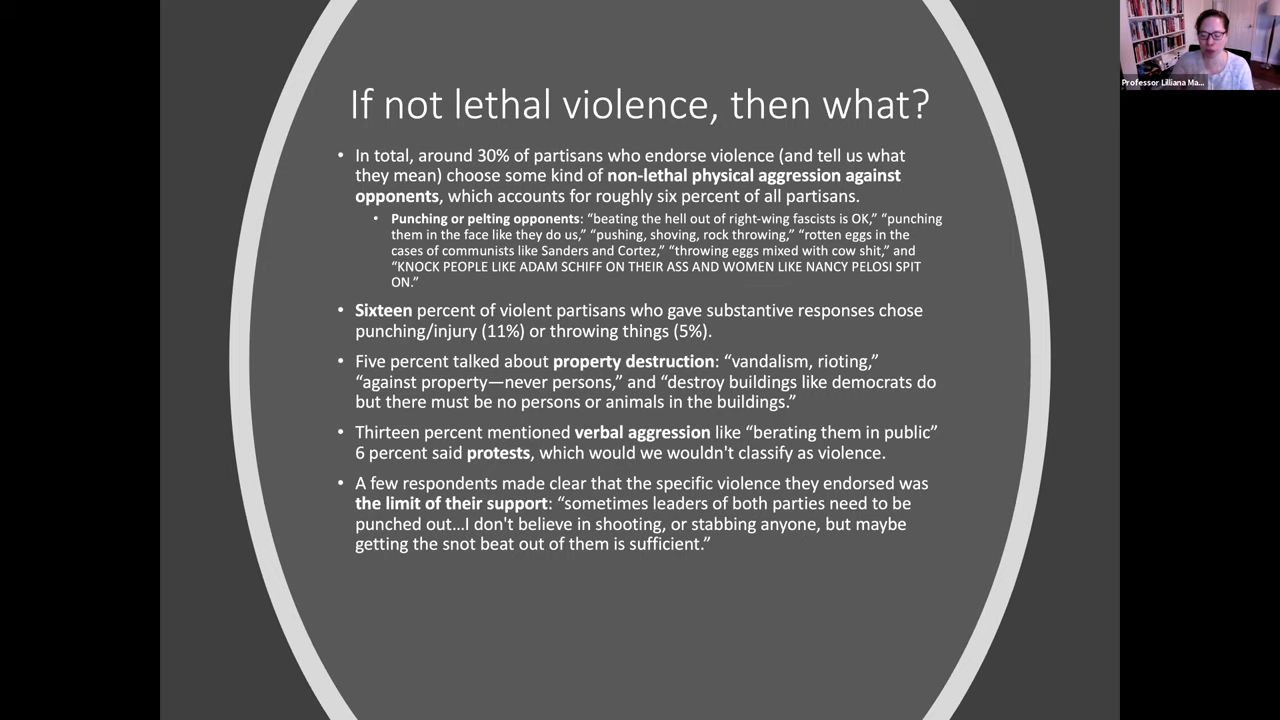 If not lethal violence, then what?
• In total, around 30% of partisans who endorse violence (and tell us what
they mean) choose some kind of non-lethal physical aggression against
opponents, which accounts for roughly six percent of all partisans.
• Punching or pelting opponents: “beating the hell out of right-wing fascists is OK,” “punching
them in the face like they do us,” “pushing, shoving, rock throwing,” “rotten eggs in the
cases of communists like Sanders and Cortez,” “throwing eggs mixed with cow shit,” and
“KNOCK PEOPLE LIKE ADAM SCHIFF ON THEIR ASS AND WOMEN LIKE NANCY PELOSI SPIT
ON.”
• Sixteen percent of violent partisans who gave substantive responses chose
punching/injury (11%) or throwing things (5%).
• Five percent talked about property destruction: “vandalism, rioting,”
“against property—never persons,” and “destroy buildings like democrats do
but there must be no persons or animals in the buildings.”
• Thirteen percent mentioned verbal aggression like “berating them in public”
6 percent said protests, which would we wouldn't classify as violence.
• A few respondents made clear that the specific violence they endorsed was
the limit of their support: “sometimes leaders of both parties need to be
punched out…I don't believe in shooting, or stabbing anyone, but maybe
getting the snot beat out of them is sufficient.”
Professor Lilliana Ma...